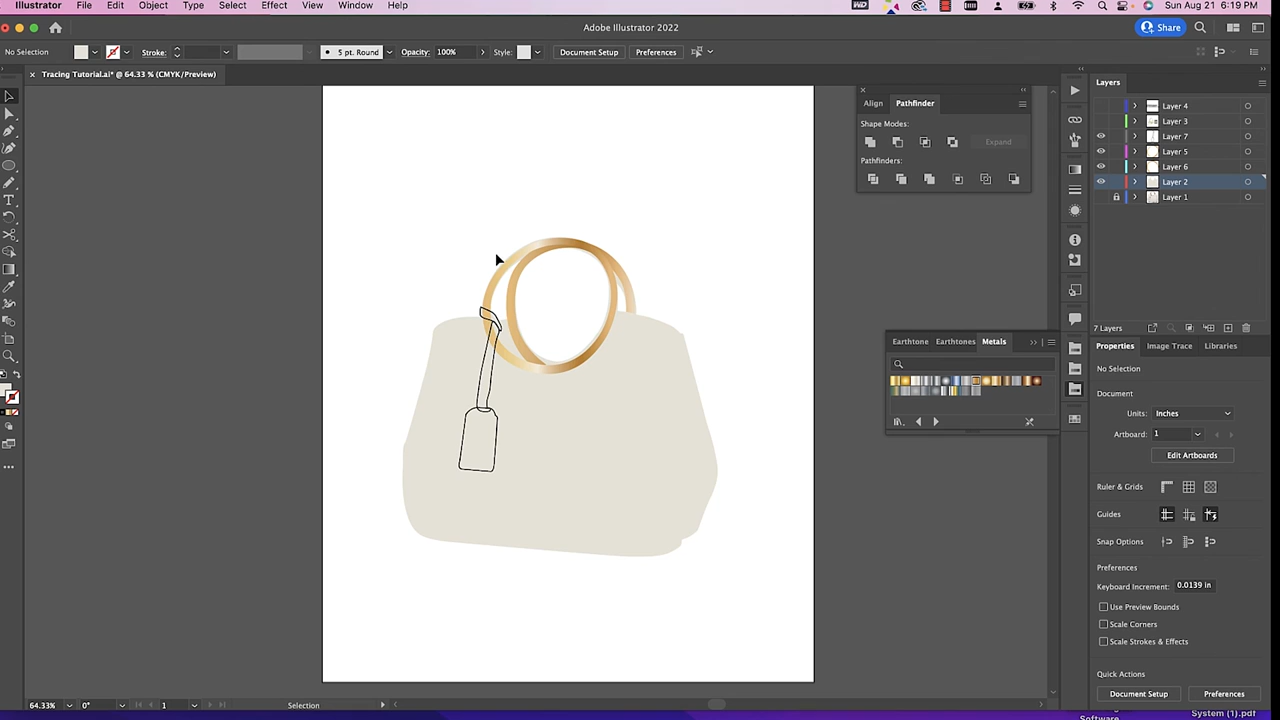 Illustrator File Edit Object Type Select Effect View Window Help
Sun Aug 21 6:19 PM
Adobe Illustrator 2022
Share
No Selection
Stroke:
5 pt. Round
Opacity: 100%
Style:
Document Setup
Preferences
× Tracing Tutorial.ai* @ 64.33 % (CMYK/Preview)
Align Pathfinder
Shape Modes:
Expand
Pathfinders:
Layers
Layer 4
Layer 3
Layer 7
Layer 5
Layer 6
Layer 2
Layer 1
7 Layers
Earthtone Earthtones Metals
Properties Image Trace Libraries
No Selection
Document
Units: Inches
Artboard: 1
Edit Artboards
Ruler & Grids
Guides
Snap Options
Preferences
Keyboard Increment: 0.0139 in
Use Preview Bounds
Scale Corners
Scale Strokes & Effects
Quick Actions
Document Setup Preferences
64.33% 0° 1 Selection
System (1).pdf
Software